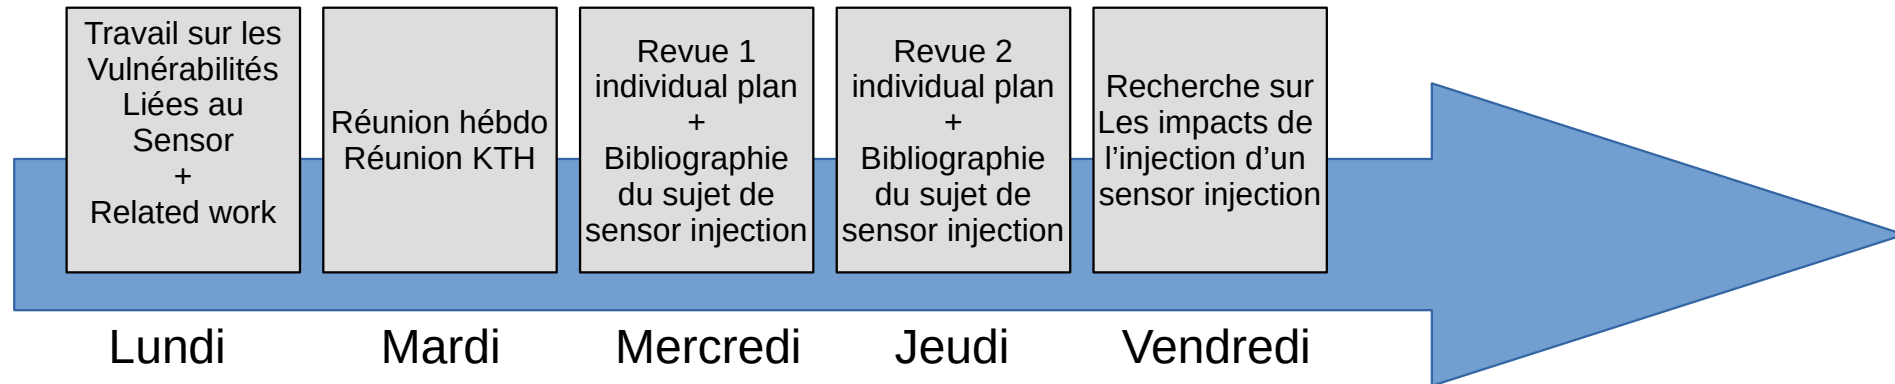 Travail sur les
Vulnérabilités
Liées au
Sensor
+
Related work
Réunion hébdo
Réunion KTH
Revue 1
individual plan
+
Bibliographie
du sujet de
sensor injection
Revue 2
individual plan
+
Bibliographie
du sujet de
sensor injection
Recherche sur
Les impacts de
l’injection d’un
sensor injection
Lundi
Mardi
Mercredi
Jeudi
Vendredi